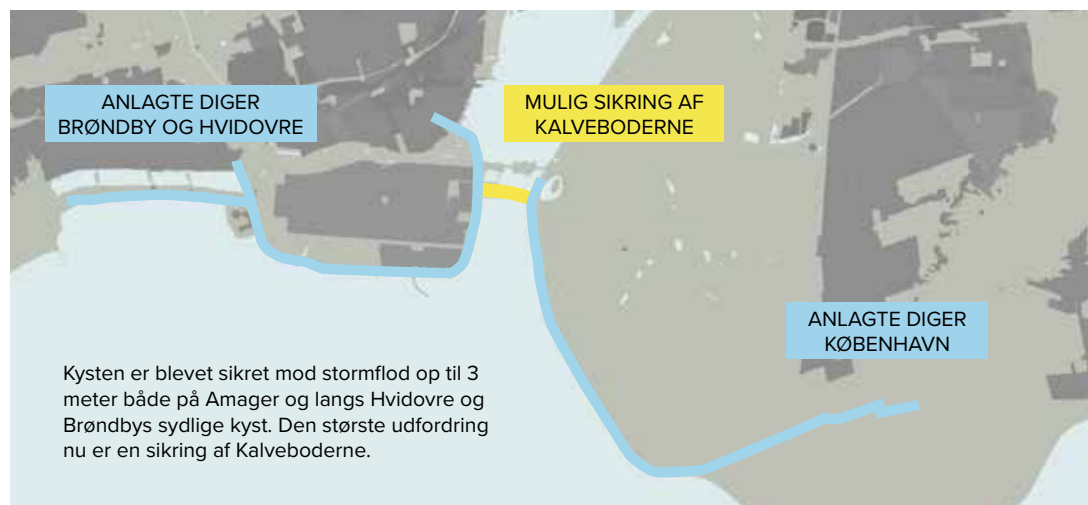 ANLAGTE DIGER
BRØNDBY OG HVIDOVRE
MULIG SIKRING AF
KALVEBODERNE
ANLAGTE DIGER
KØBENHAVN
Kysten er blevet sikret mod stormflod op til 3
meter både på Amager og langs Hvidovre og
Brøndbys sydlige kyst. Den største udfordring
nu er en sikring af Kalveboderne.